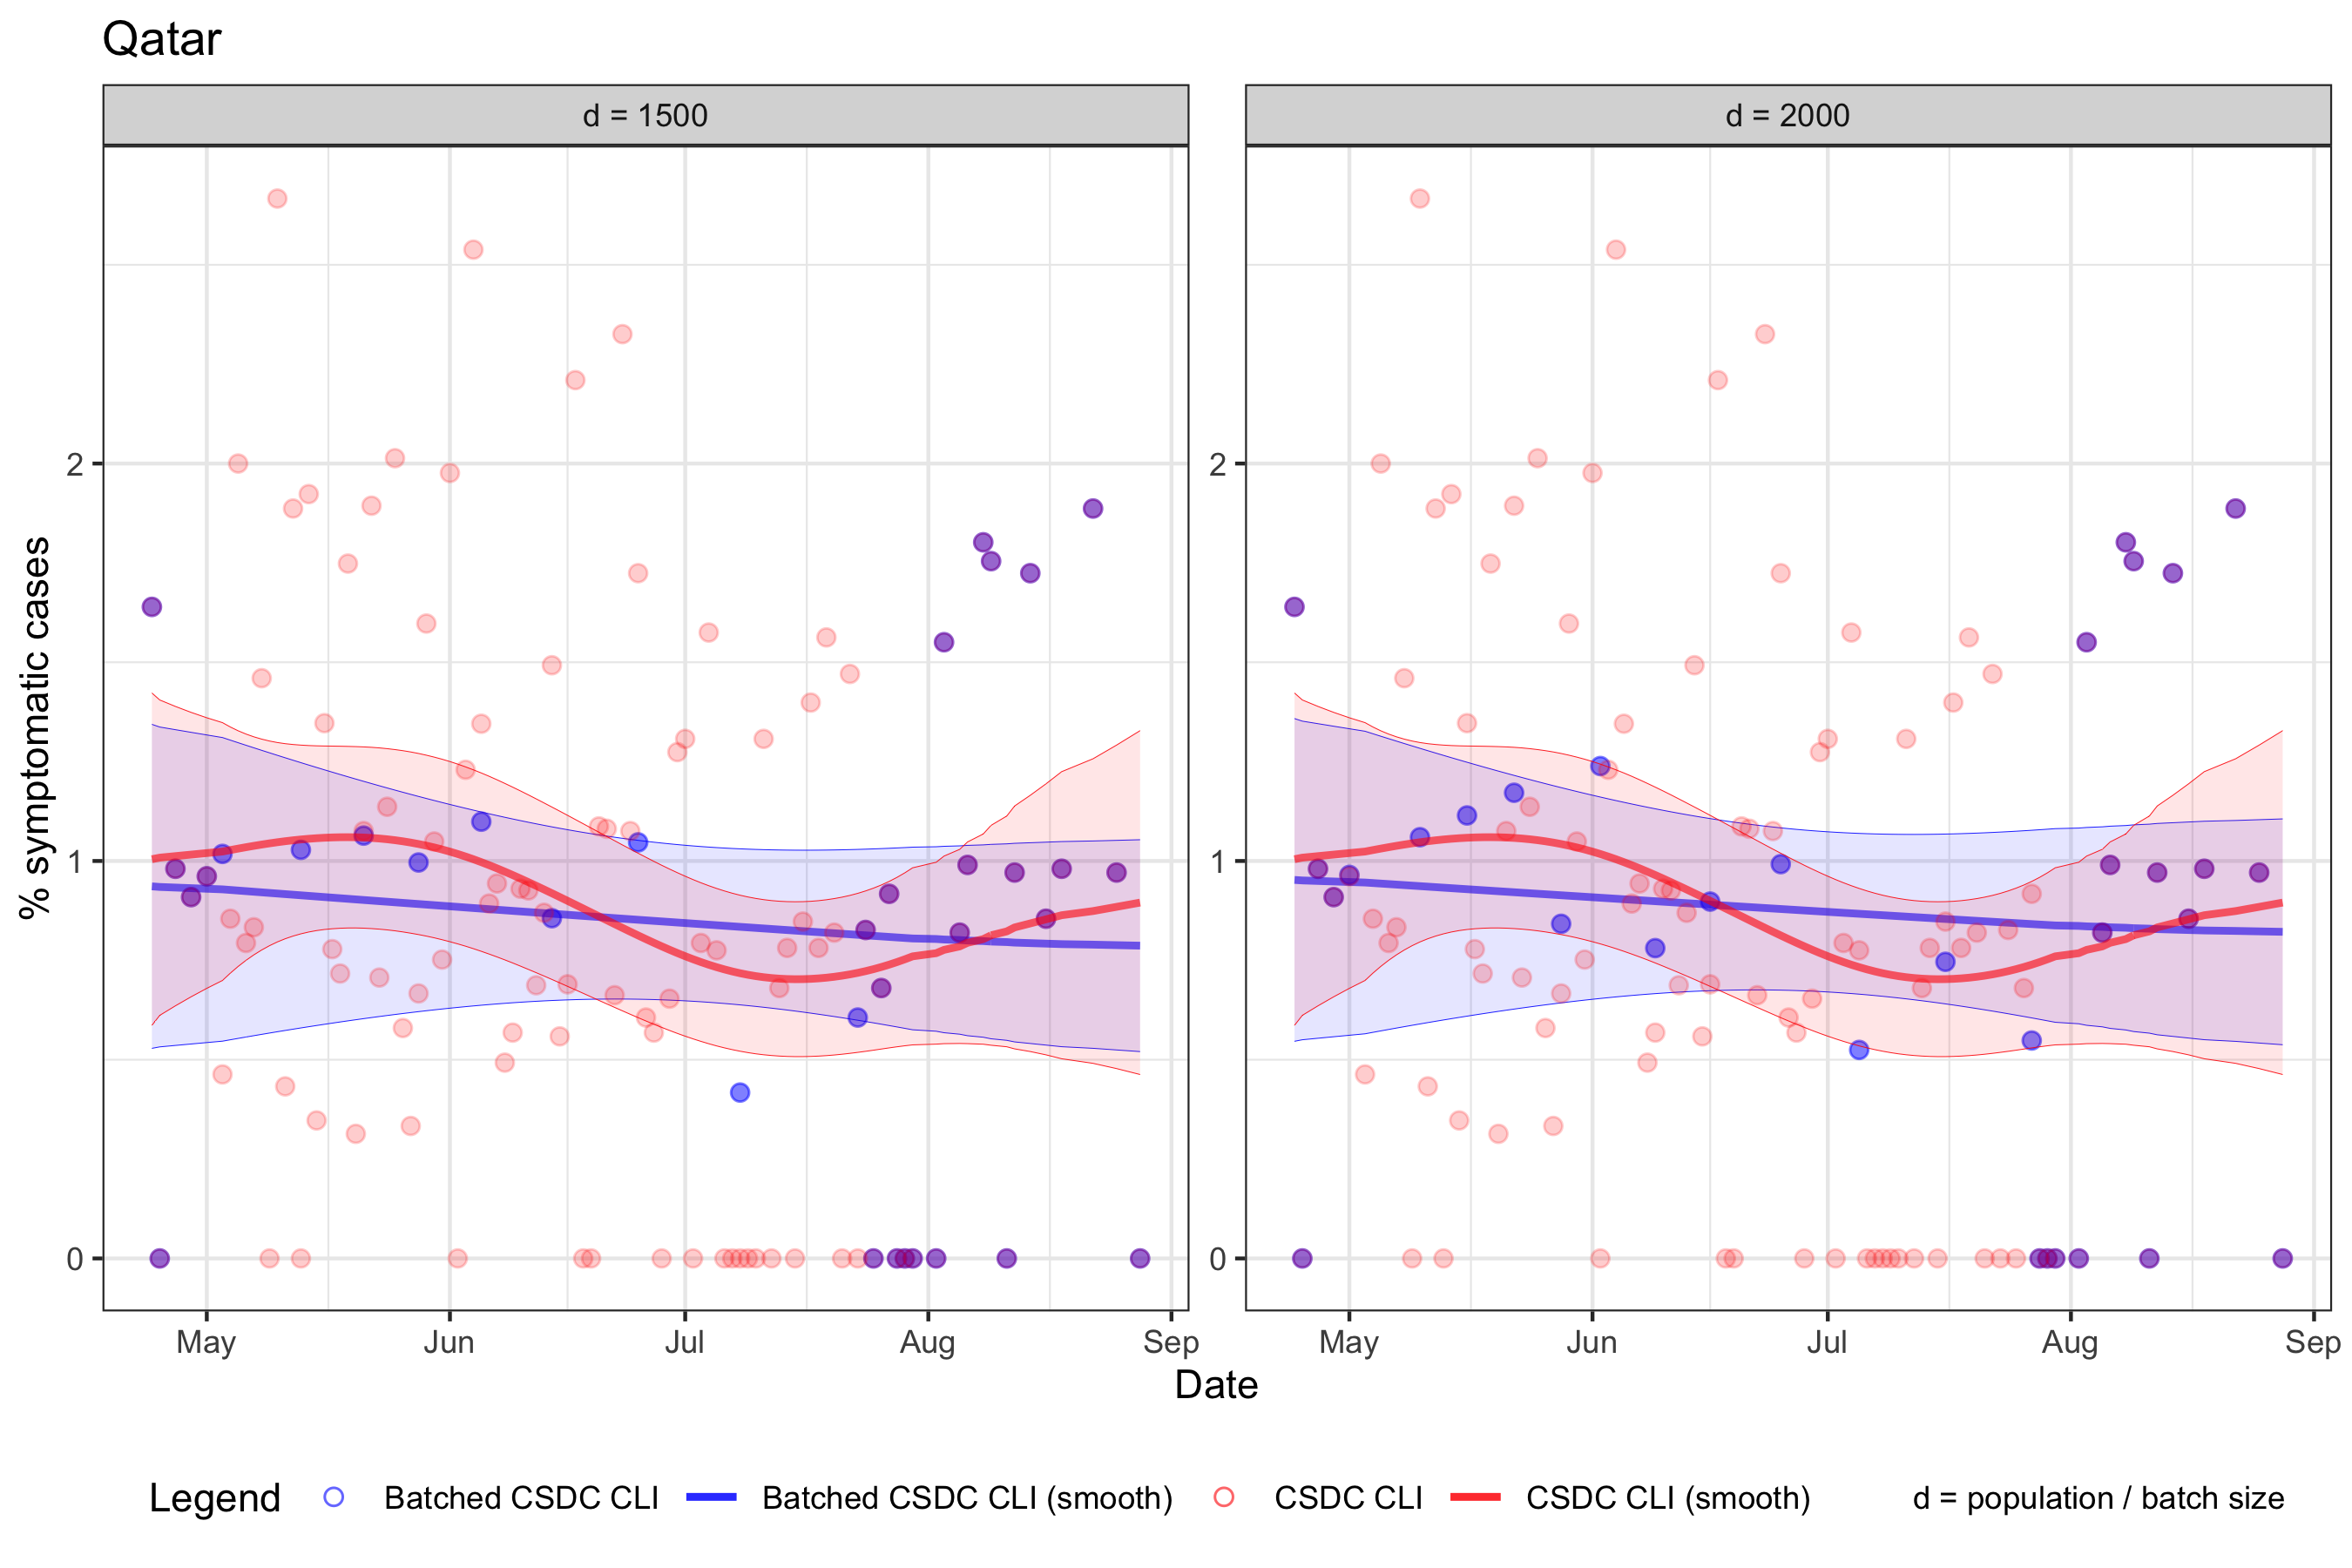 Qatar
d = 1500
d = 2000
% symptomatic cases
2
1
0
2
1
0
May Jun Jul Aug Sep
May Jun Jul Aug Sep
Date
Legend Batched CSDC CLI Batched CSDC CLI (smooth) CSDC CLI CSDC CLI (smooth) d = population / batch size